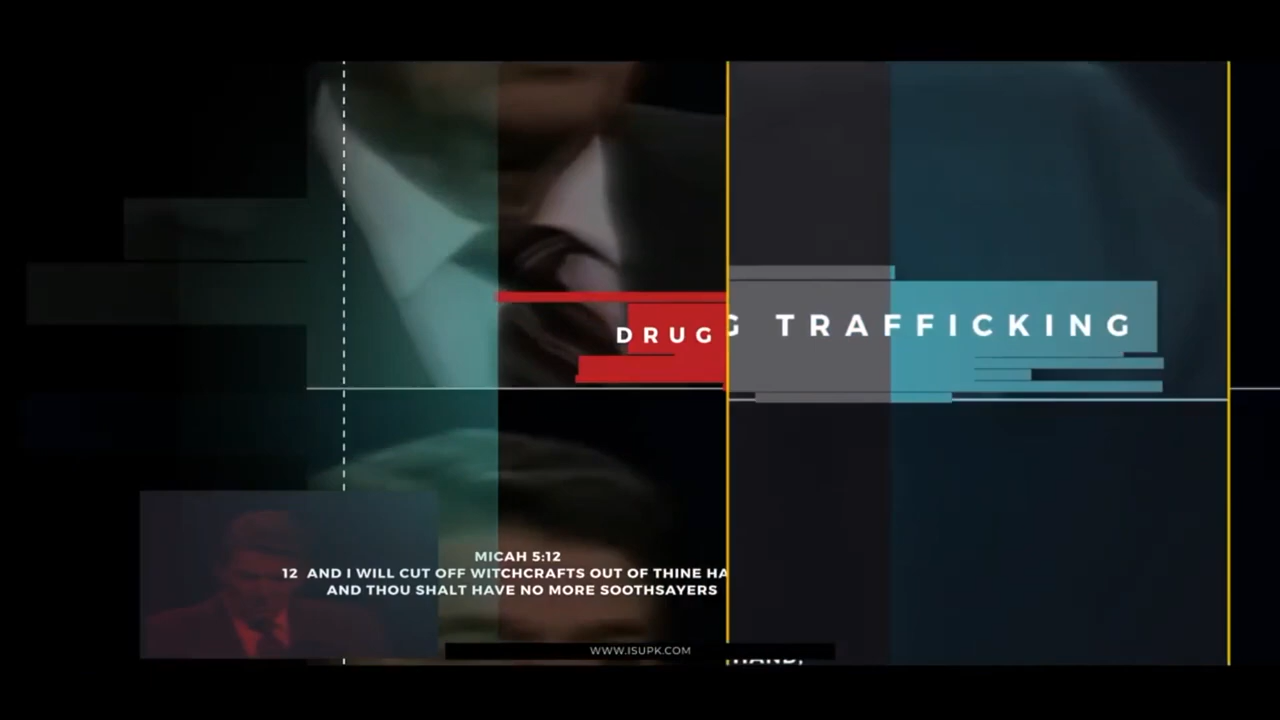 DRUG TRAFFICKING
MICAH 5:12
12 AND I WILL CUT OFF WITCHCRAFTS OUT OF THINE HA
AND THOU SHALT HAVE NO MORE SOOTHSAYERS
WWW.ISUPK.COM
HAND;